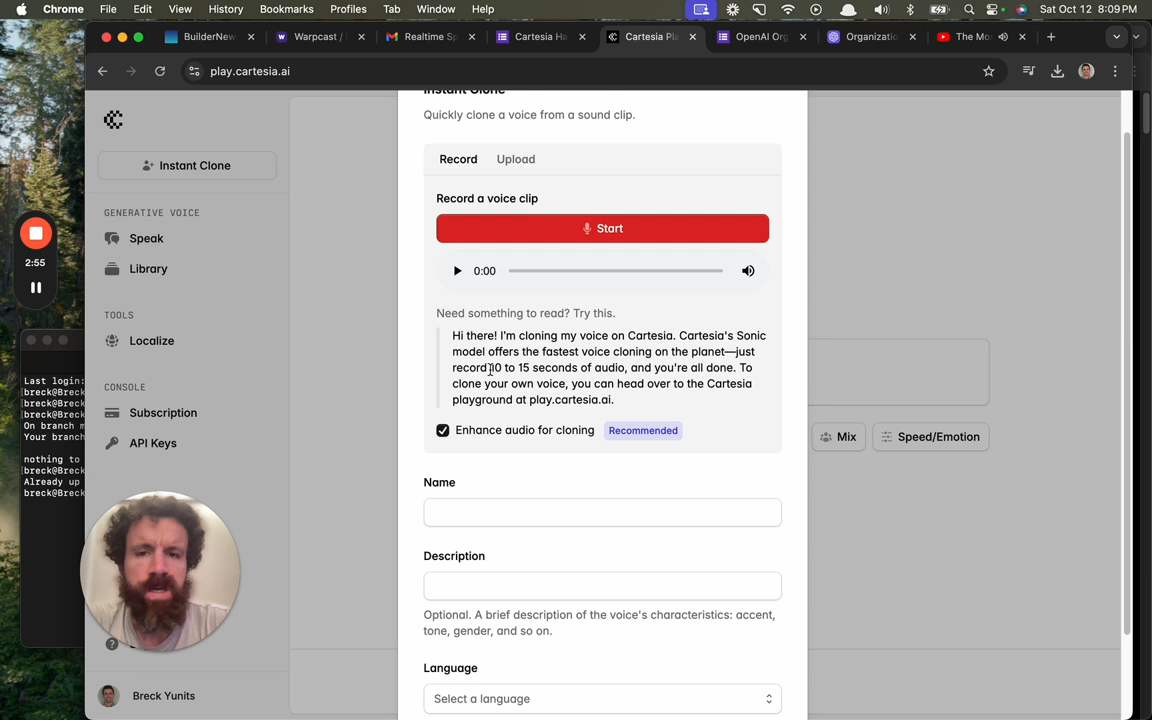 Chrome File Edit View History Bookmarks Profiles Tab Window Help Sat Oct 12 8:09 PM
BuilderNew Warpcast / Realtime Sp Cartesia Ha Cartesia Pla OpenAI Org Organizatio The Mo
play.cartesia.ai
Instant Clone
Quickly clone a voice from a sound clip.
Instant Clone
Record Upload
Record a voice clip
GENERATIVE VOICE
Start
Speak
2:55
Library
0:00
TOOLS
Need something to read? Try this.
Localize
Hi there! I'm cloning my voice on Cartesia. Cartesia's Sonic
model offers the fastest voice cloning on the planet—just
record 10 to 15 seconds of audio, and you're all done. To
clone your own voice, you can head over to the Cartesia
playground at play.cartesia.ai.
CONSOLE
Subscription
API Keys
Enhance audio for cloning Recommended
Mix Speed/Emotion
Last login:
breck@Breck
breck@Breck
breck@Breck
On branch m
Your branch
nothing to
breck@Breck
Already up
breck@Breck
Name
Description
Optional. A brief description of the voice's characteristics: accent,
tone, gender, and so on.
Language
Select a language
Breck Yunits